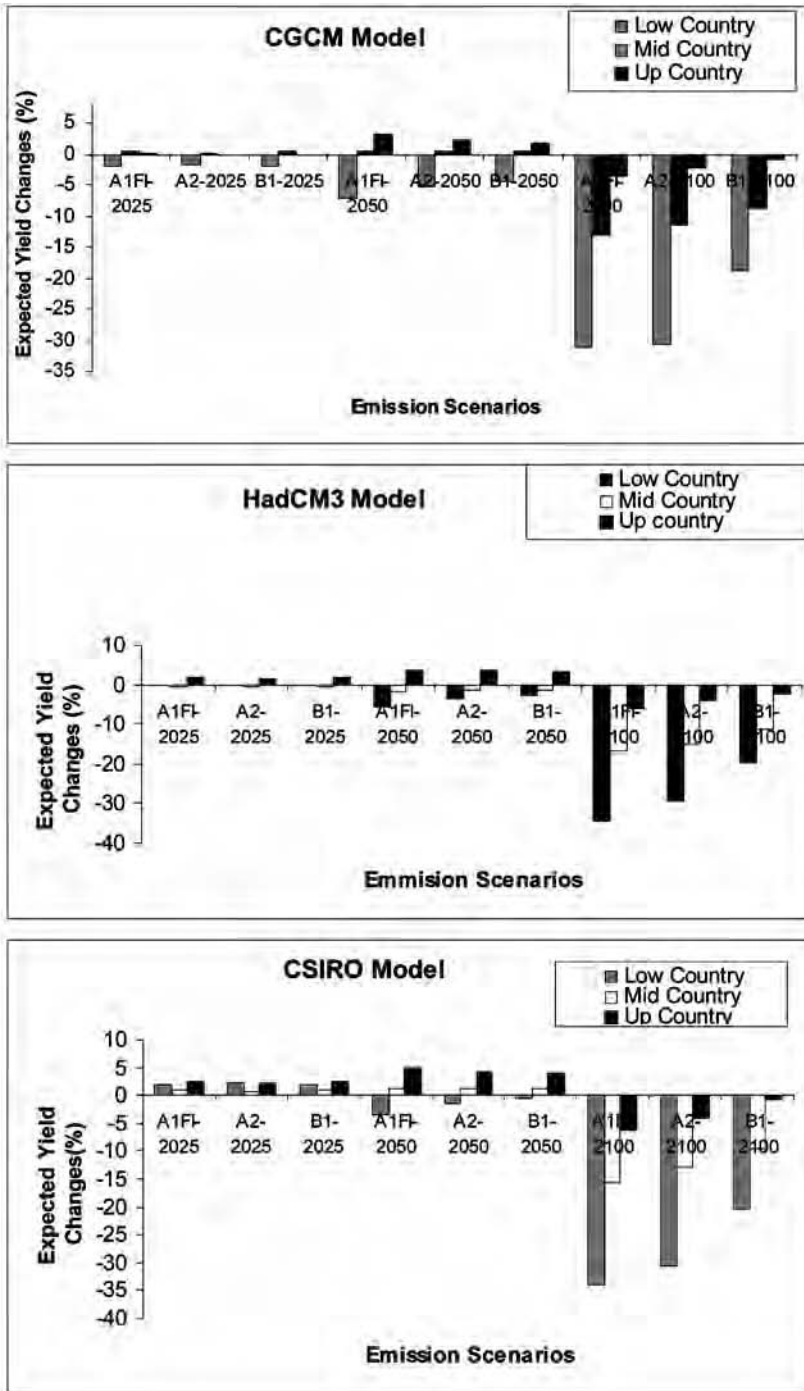 CGCM Model
Low Country
Mid Country
Up Country
Expected Yield Changes (%)
5
0
-5
-10
-15
-20
-25
-30
-35
A1FI-
2025
A2-2025
B1-2025
A1FI-
2050
A2-2050
B1-2050
Emission Scenarios
HadCM3 Model
Low Country
Mid Country
Up country
Expected Yield
Changes (%)
10
0
-10
-20
-30
-40
A1FI-
2025
A2-
2025
B1-
2025
A1FI-
2050
A2-
2050
B1-
2050
Emmision Scenarios
CSIRO Model
Low Country
Mid Country
Up Country
Expected Yield
Changes(%)
10
5
0
-5
-10
-15
-20
-25
-30
-35
-40
A1FI-
2025
A2-
2025
B1-
2025
A1FI-
2050
A2-
2050
B1-
2050
A2-
2100
Emission Scenarios